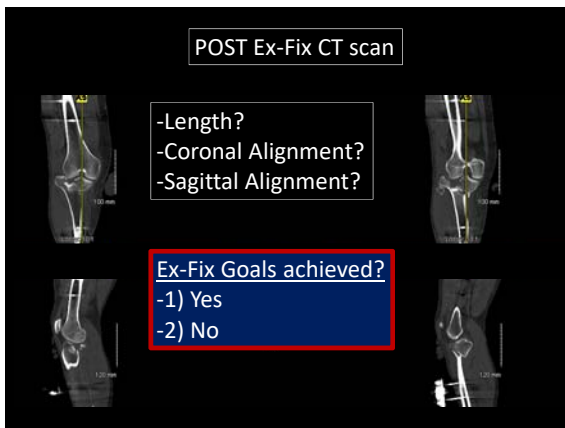 POST Ex-Fix CT scan
-Length?
-Coronal Alignment?
-Sagittal Alignment?
100 mm
100 mm
Ex-Fix Goals achieved?
-1) Yes
-2) No
120 mm
120 mm